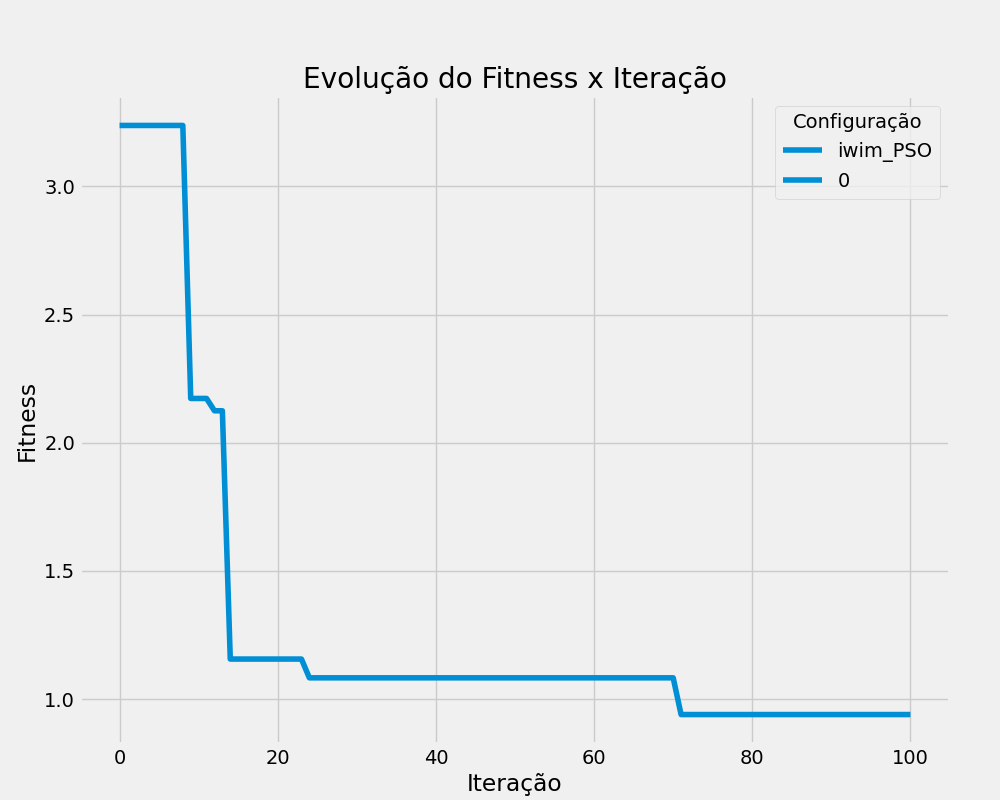 Evolução do Fitness x Iteração
Configuração
iwim_PSO
0
Fitness
3.0
2.5
2.0
1.5
1.0
0 20 40 60 80 100
Iteração